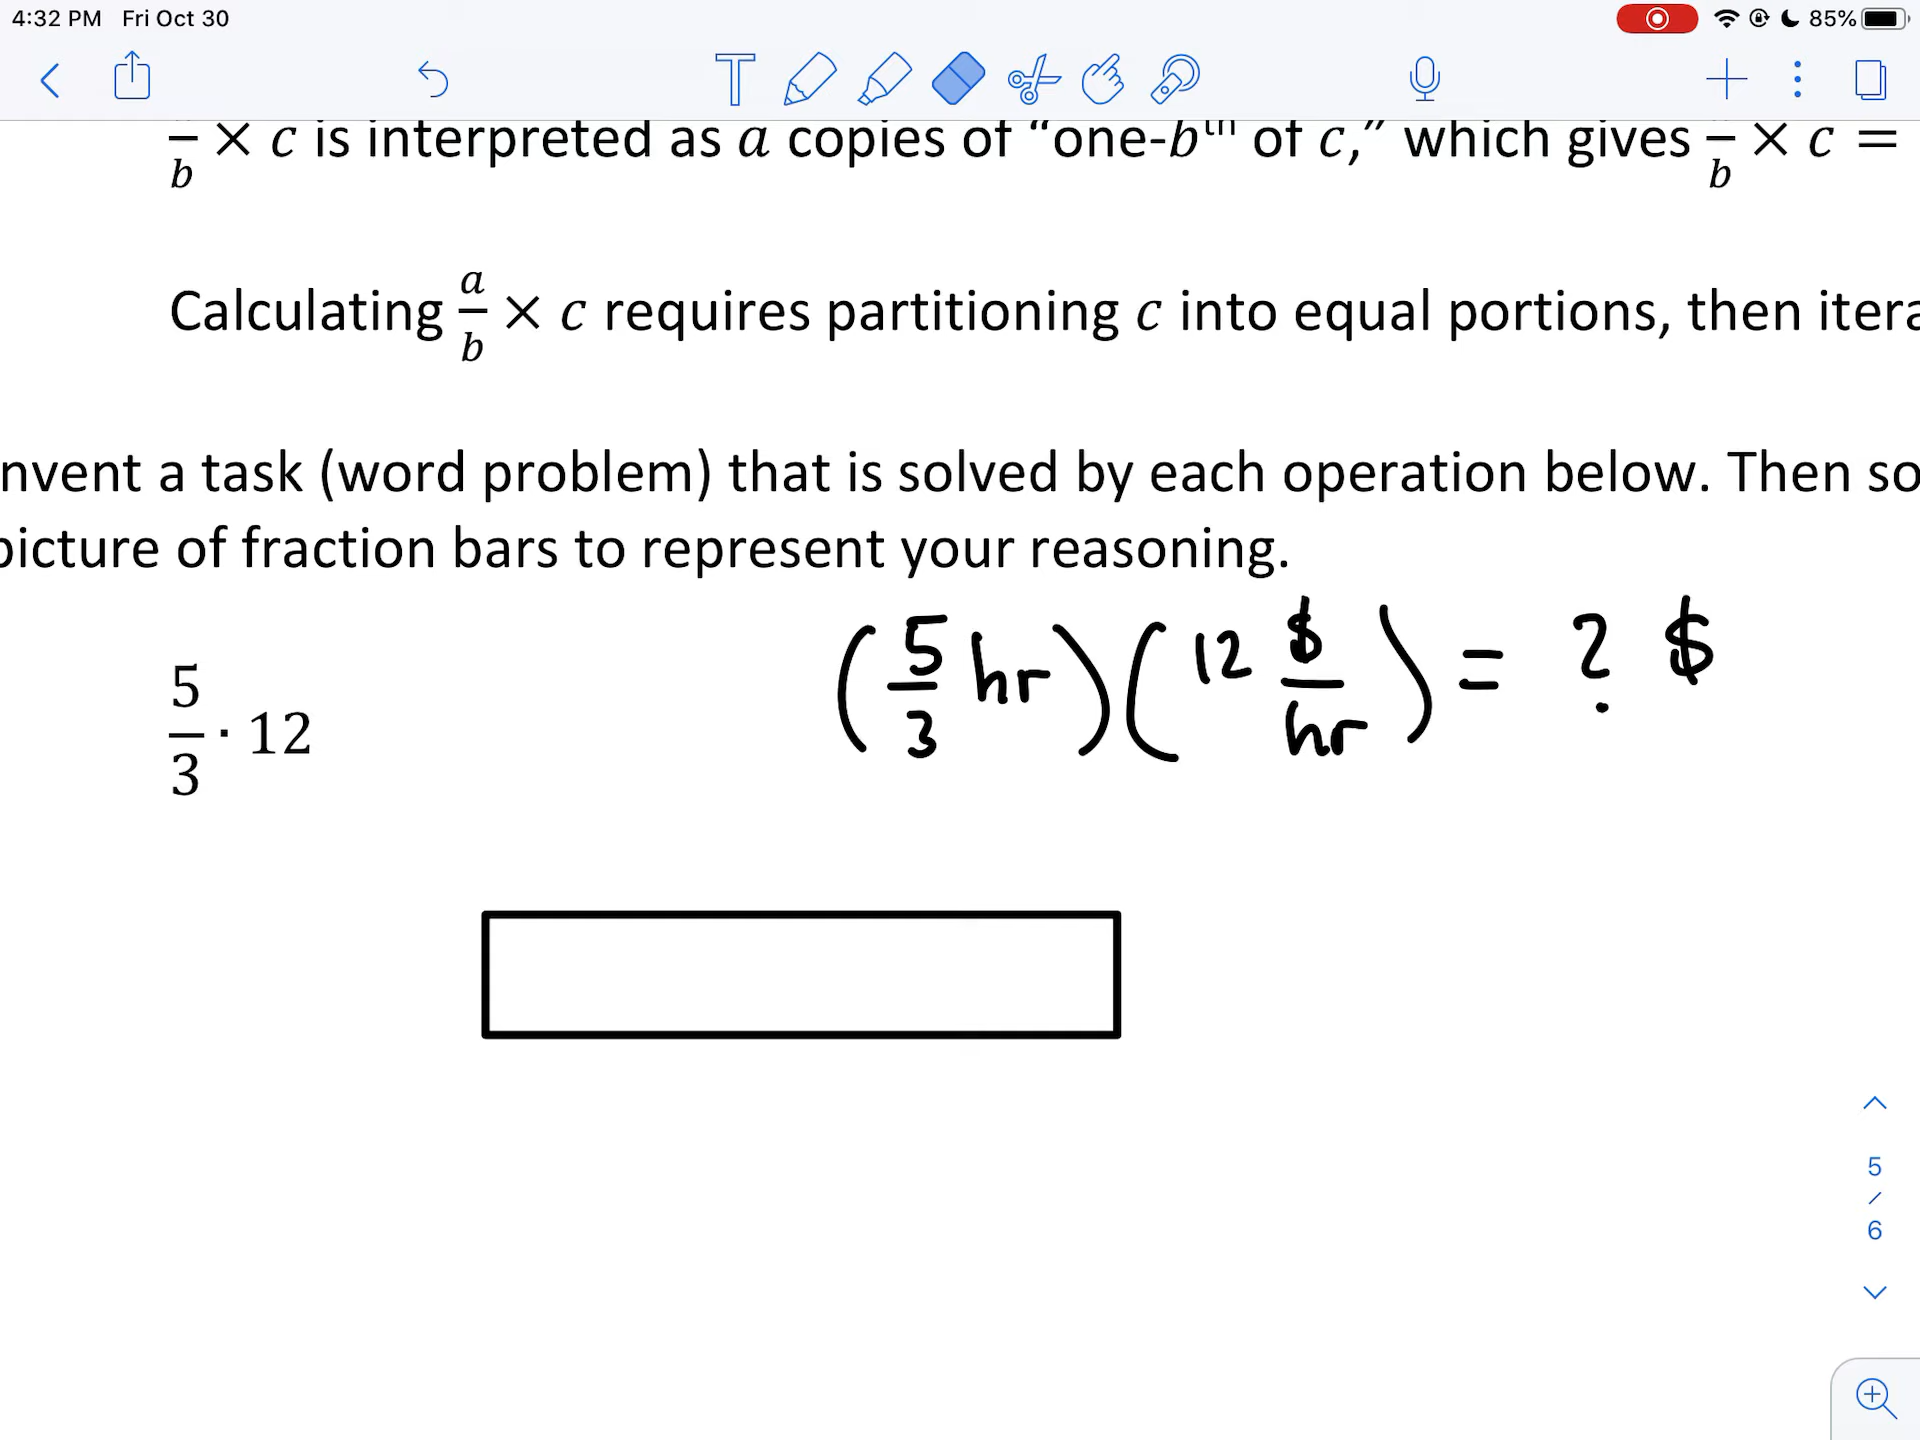 4:32 PM Fri Oct 30 85%
b × c is interpreted as a copies of “one-bᵗʰ of c,” which gives b × c =
Calculating a/b × c requires partitioning c into equal portions, then itera
nvent a task (word problem) that is solved by each operation below. Then so
picture of fraction bars to represent your reasoning.
(5/3 hr)(12 $/hr) = ? $
5/3 · 12
5
/
6